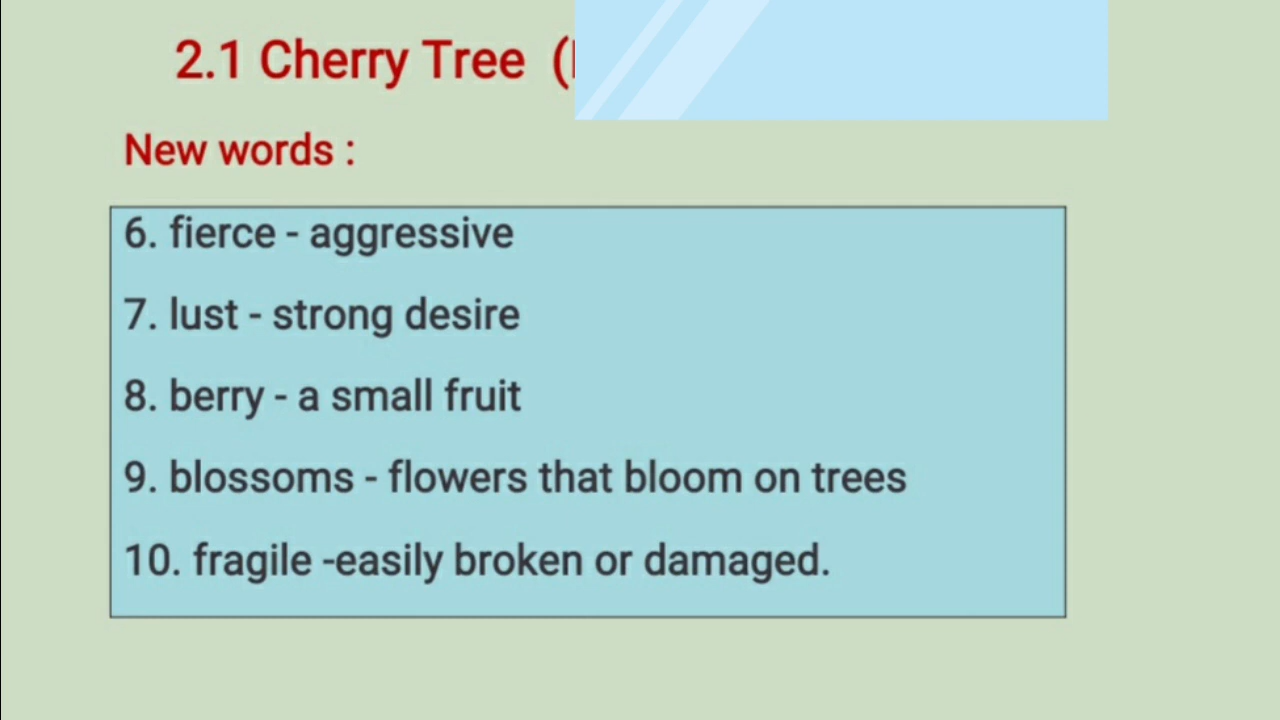 2.1 Cherry Tree (
New words :
6. fierce - aggressive
7. lust - strong desire
8. berry - a small fruit
9. blossoms - flowers that bloom on trees
10. fragile -easily broken or damaged.